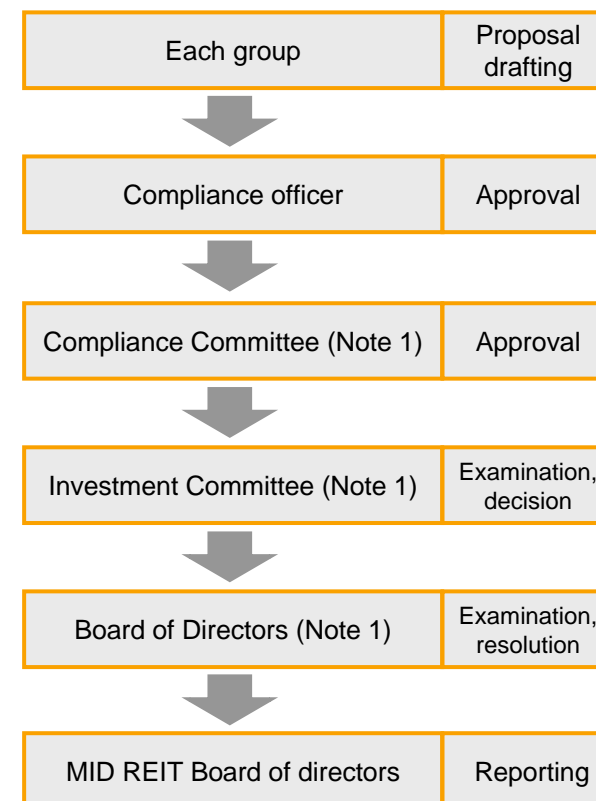 Each group
Proposal
drafting
Compliance officer
Approval
Compliance Committee (Note 1)
Approval
Investment Committee (Note 1)
Examination,
decision
Board of Directors (Note 1)
Examination,
resolution
MID REIT Board of directors
Reporting